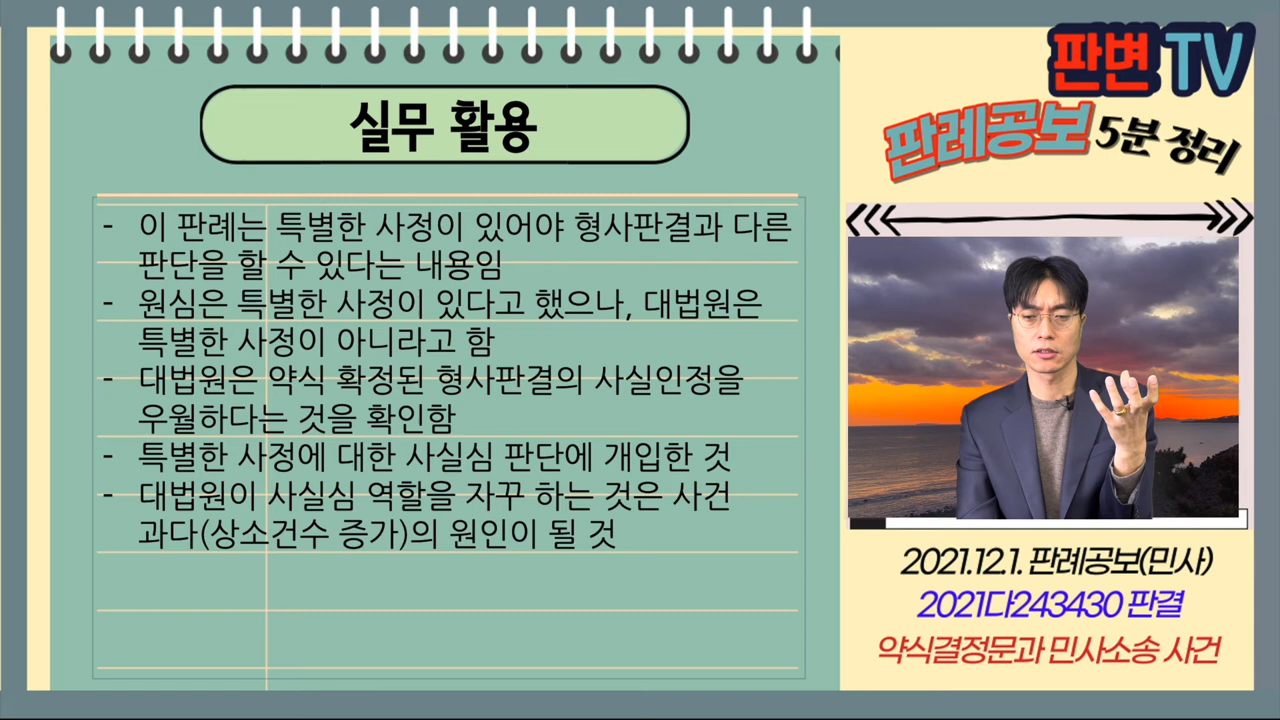 실무 활용
- 이 판례는 특별한 사정이 있어야 형사판결과 다른
판단을 할 수 있다는 내용임
- 원심은 특별한 사정이 있다고 했으나, 대법원은
특별한 사정이 아니라고 함
- 대법원은 약식 확정된 형사판결의 사실인정을
우월하다는 것을 확인함
- 특별한 사정에 대한 사실심 판단에 개입한 것
- 대법원이 사실심 역할을 자꾸 하는 것은 사건
과다(상소건수 증가)의 원인이 될 것
판변 TV
판례공보 5분 정리
2021.12.1. 판례공보(민사)
2021다243430 판결
약식결정문과 민사소송 사건